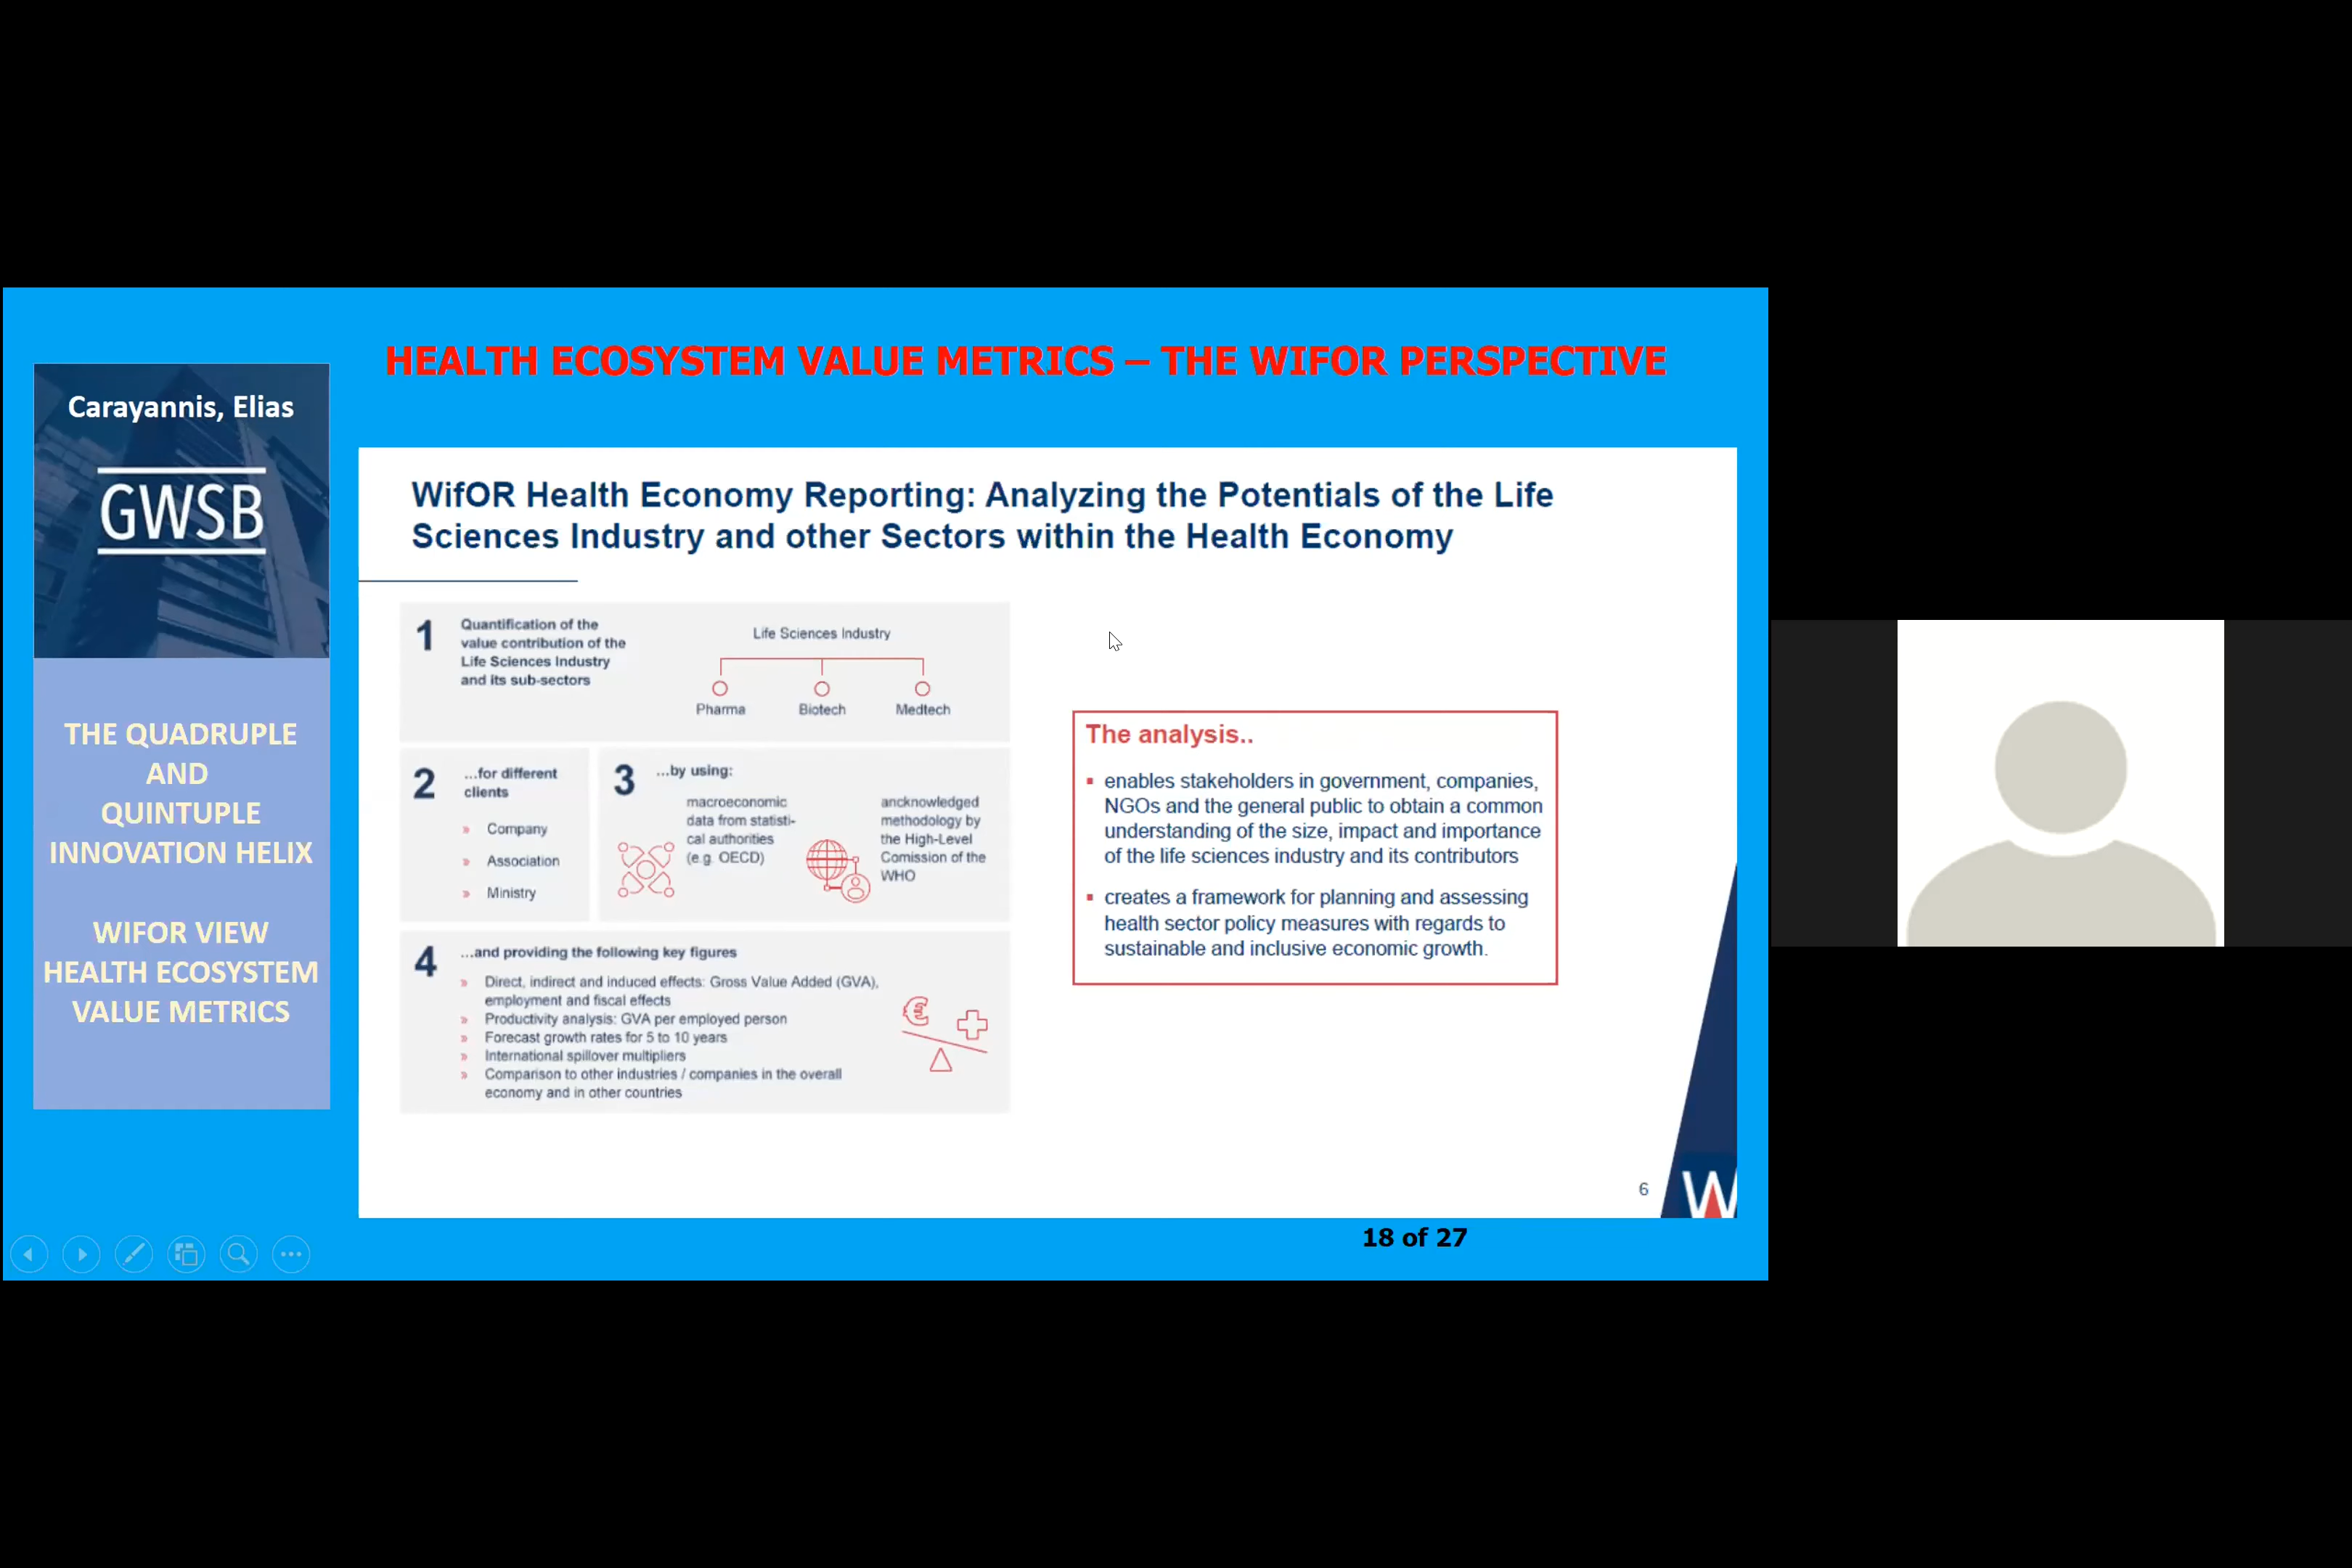 HEALTH ECOSYSTEM VALUE METRICS – THE WIFOR PERSPECTIVE
Carayannis, Elias
GWSB
THE QUADRUPLE
AND
QUINTUPLE
INNOVATION HELIX
WIFOR VIEW
HEALTH ECOSYSTEM
VALUE METRICS
WifOR Health Economy Reporting: Analyzing the Potentials of the Life
Sciences Industry and other Sectors within the Health Economy
1
Quantification of the
value contribution of the
Life Sciences Industry
and its sub-sectors
Life Sciences Industry
Pharma
Biotech
Medtech
2
...for different
clients
» Company
» Association
» Ministry
3
...by using:
macroeconomic
data from statisti-
cal authorities
(e.g. OECD)
ancknowledged
methodology by
the High-Level
Comission of the
WHO
4
...and providing the following key figures
» Direct, indirect and induced effects: Gross Value Added (GVA),
employment and fiscal effects
» Productivity analysis: GVA per employed person
» Forecast growth rates for 5 to 10 years
» International spillover multipliers
» Comparison to other industries / companies in the overall
economy and in other countries
€
The analysis..
▪ enables stakeholders in government, companies,
NGOs and the general public to obtain a common
understanding of the size, impact and importance
of the life sciences industry and its contributors
▪ creates a framework for planning and assessing
health sector policy measures with regards to
sustainable and inclusive economic growth.
6
W
18 of 27